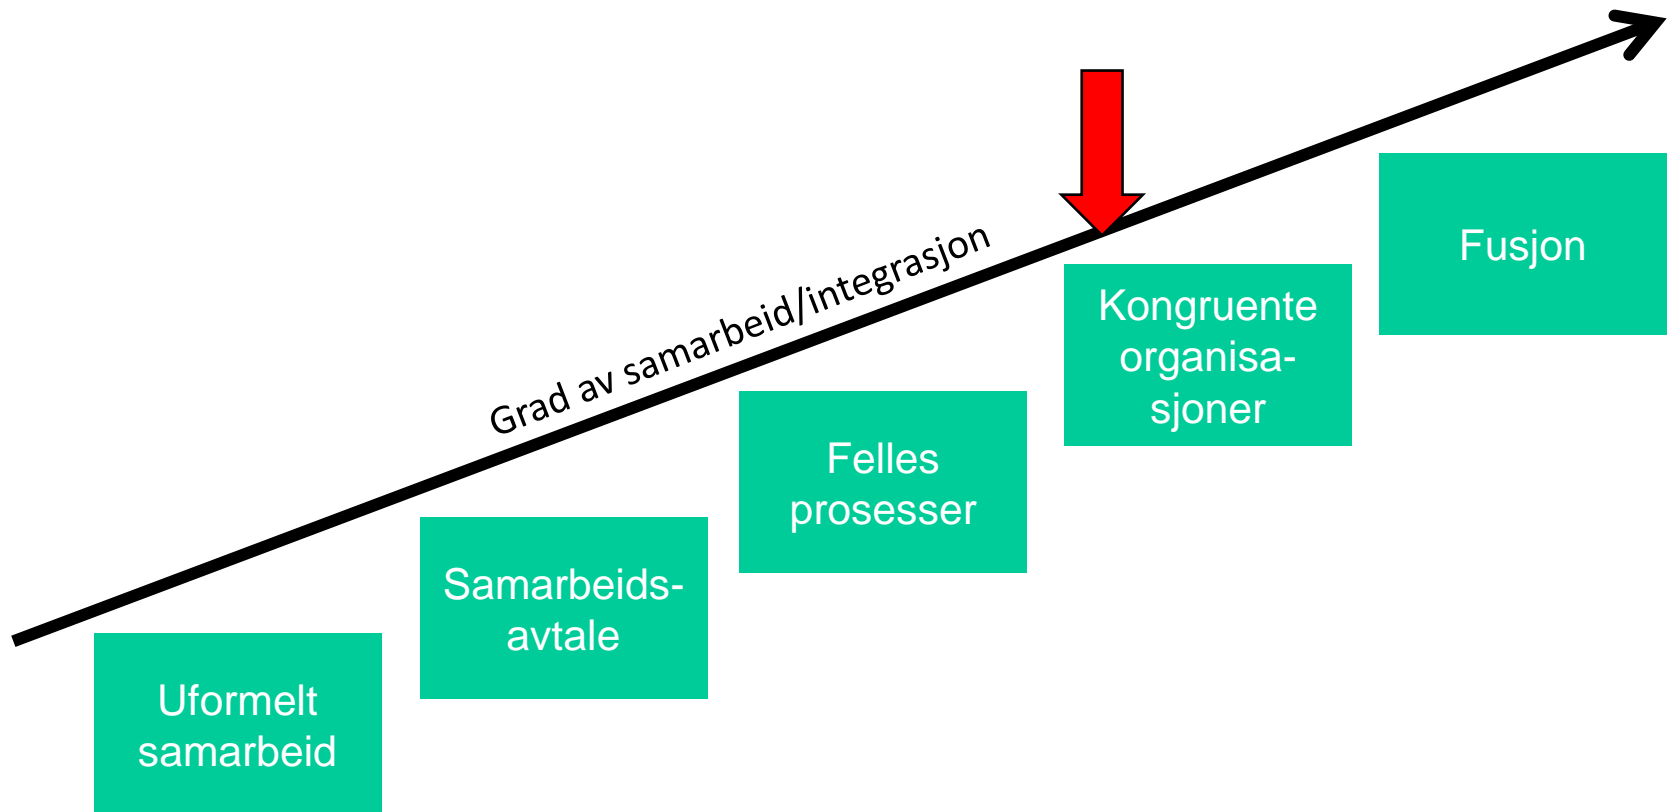 Grad av samarbeid/integrasjon
Uformelt
samarbeid
Samarbeids-
avtale
Felles
prosesser
Kongruente
organisa-
sjoner
Fusjon